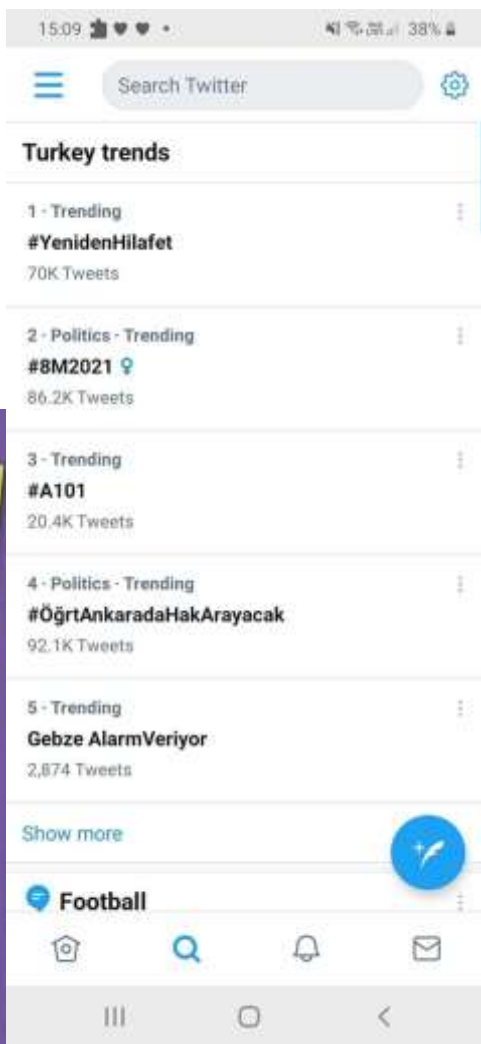 15:09 38%
Search Twitter
Turkey trends
1 · Trending
#YenidenHilafet
70K Tweets
2 · Politics · Trending
#8M2021
86.2K Tweets
3 · Trending
#A101
20.4K Tweets
4 · Politics · Trending
#ÖğrtAnkaradaHakArayacak
92.1K Tweets
5 · Trending
Gebze AlarmVeriyor
2,874 Tweets
Show more
Football